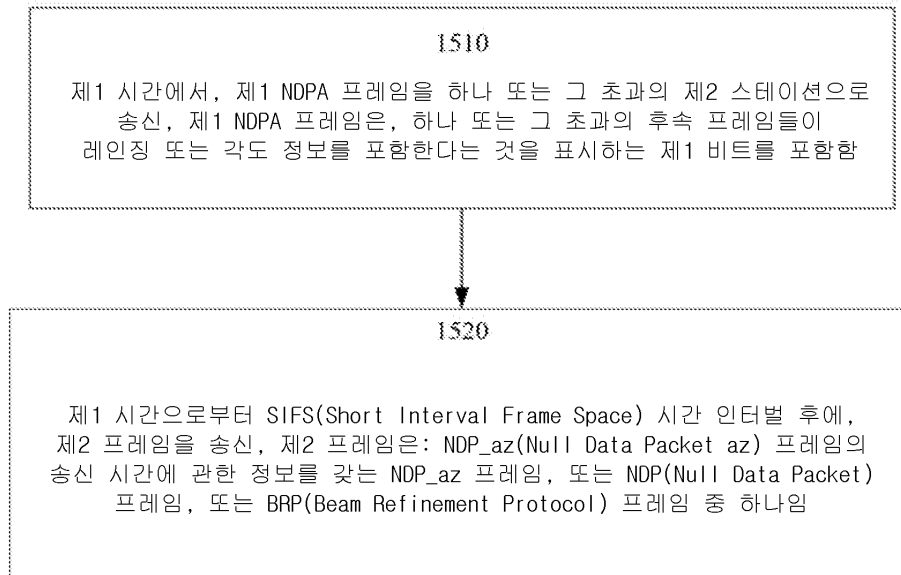 1510
제1 시간에서, 제1 NDPA 프레임을 하나 또는 그 초과의 제2 스테이션으로
송신, 제1 NDPA 프레임은, 하나 또는 그 초과의 후속 프레임들이
레인징 또는 각도 정보를 포함한다는 것을 표시하는 제1 비트를 포함함
1520
제1 시간으로부터 SIFS(Short Interval Frame Space) 시간 인터벌 후에,
제2 프레임을 송신, 제2 프레임은: NDP_az(Null Data Packet az) 프레임의
송신 시간에 관한 정보를 갖는 NDP_az 프레임, 또는 NDP(Null Data Packet)
프레임, 또는 BRP(Beam Refinement Protocol) 프레임 중 하나임